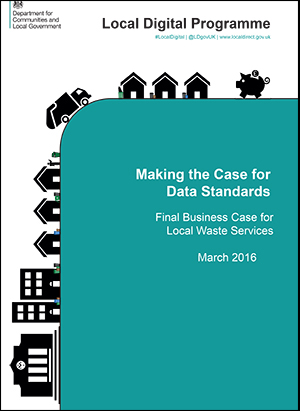 Department for
Communities and
Local Government
Local Digital Programme
#LocalDigital | @LDgovUK | www.localdirect.gov.uk
Making the Case for
Data Standards
Final Business Case for
Local Waste Services
March 2016